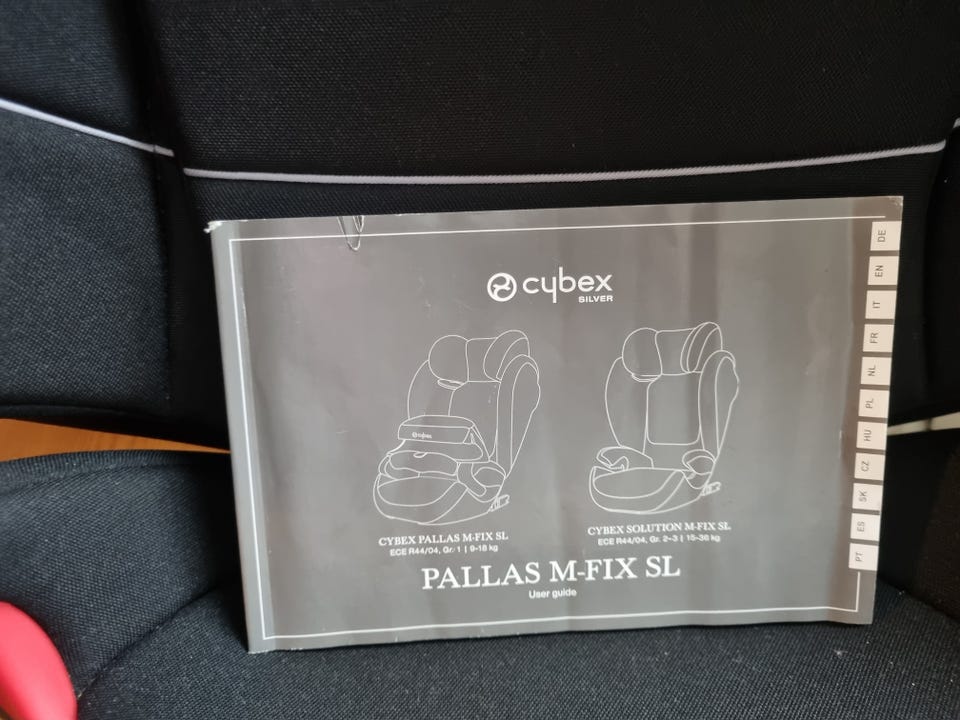 cybex
SILVER
cybex
CYBEX PALLAS M-FIX SL
ECE R44/04, Gr. 1 | 9-18 kg
CYBEX SOLUTION M-FIX SL
ECE R44/04, Gr. 2-3 | 15-36 kg
PALLAS M-FIX SL
User guide
DE
EN
IT
FR
NL
PL
HU
CZ
SK
ES
PT